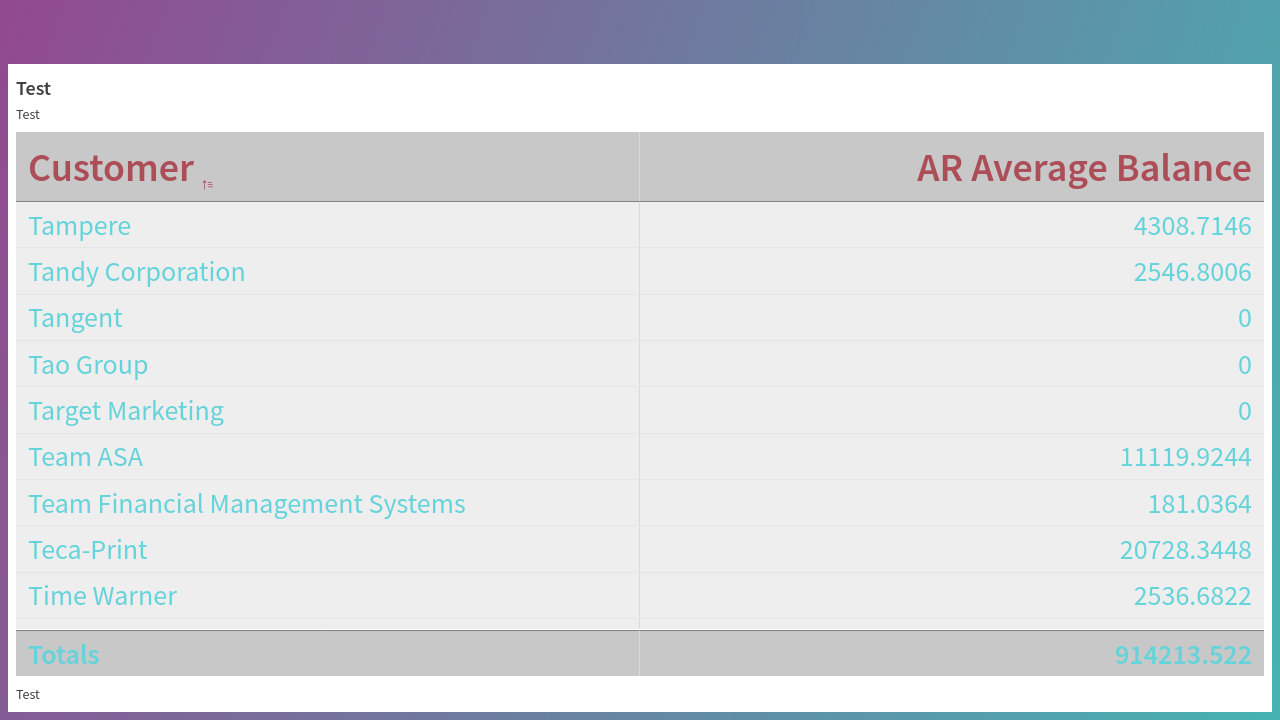 Test
Test
Customer AR Average Balance
Tampere 4308.7146
Tandy Corporation 2546.8006
Tangent 0
Tao Group 0
Target Marketing 0
Team ASA 11119.9244
Team Financial Management Systems 181.0364
Teca-Print 20728.3448
Time Warner 2536.6822
Totals 914213.522
Test